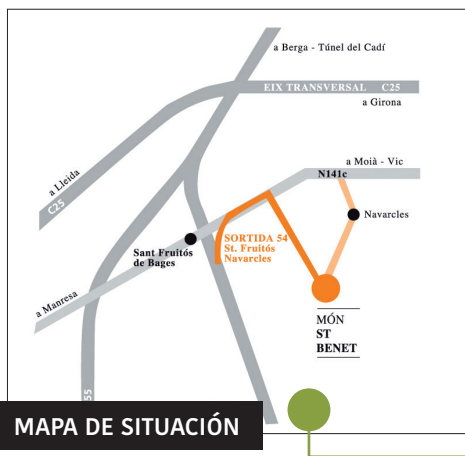 a Berga - Túnel del Cadí
EIX TRANSVERSAL C25
a Girona
a Lleida
C25
a Moià - Vic
N141c
Navarcles
SORTIDA 54
St. Fruitós
Navarcles
Sant Fruitós
de Bages
a Manresa
MÓN
ST
BENET
55
MAPA DE SITUACIÓN